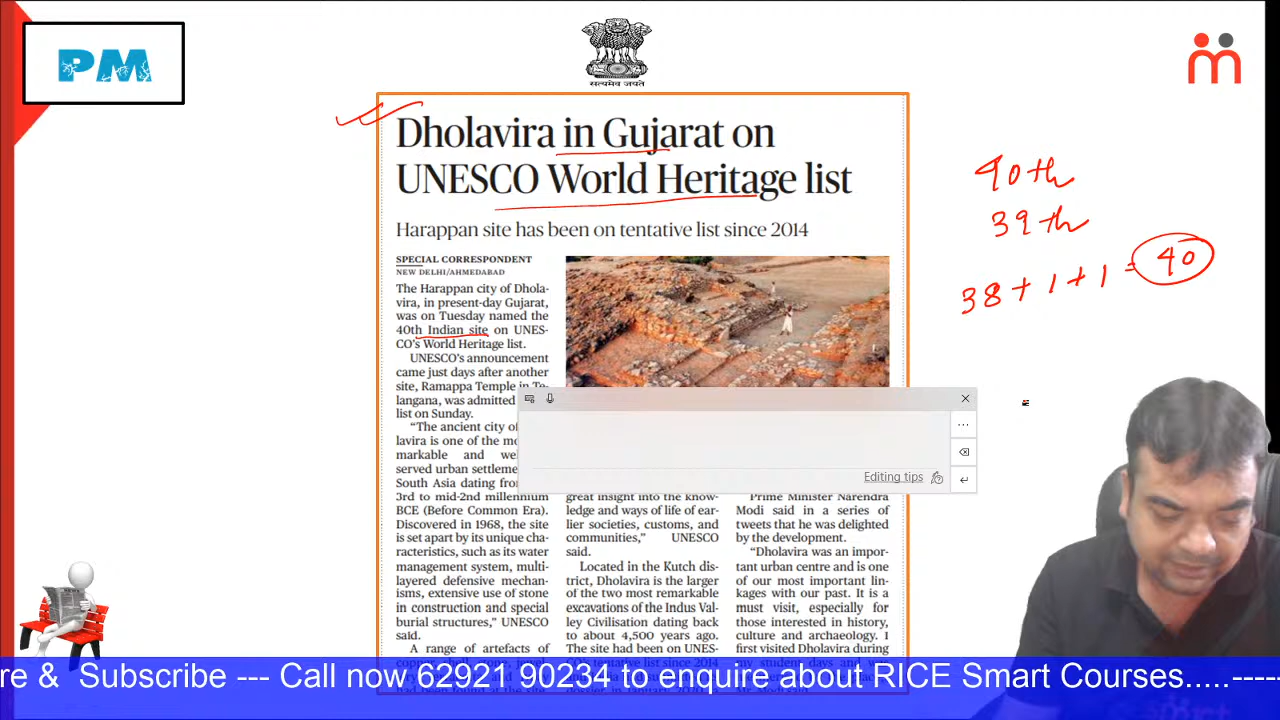 PM
सत्यमेव जयते
Dholavira in Gujarat on
UNESCO World Heritage list
Harappan site has been on tentative list since 2014
SPECIAL CORRESPONDENT
NEW DELHI/AHMEDABAD
The Harappan city of Dhola-
vira, in present-day Gujarat,
was on Tuesday named the
40th Indian site on UNES-
CO's World Heritage list.
UNESCO's announcement
came just days after another
site, Ramappa Temple in Te-
langana, was admitted
list on Sunday.
"The ancient city of
lavira is one of the mo
markable and we
served urban settleme
South Asia dating fro
3rd to mid-2nd millennium
BCE (Before Common Era).
Discovered in 1968, the site
is set apart by its unique cha-
racteristics, such as its water
management system, multi-
layered defensive mechan-
isms, extensive use of stone
in construction and special
burial structures," UNESCO
said.
A range of artefacts of
great insight into the know-
ledge and ways of life of ear-
lier societies, customs, and
communities," UNESCO
said.
Located in the Kutch dis-
trict, Dholavira is the larger
of the two most remarkable
excavations of the Indus Val-
ley Civilisation dating back
to about 4,500 years ago.
The site had been on UNES-
CO's tentative list since 2014
Prime Minister Narendra
Modi said in a series of
tweets that he was delighted
by the development.
"Dholavira was an impor-
tant urban centre and is one
of our most important lin-
kages with our past. It is a
must visit, especially for
those interested in history,
culture and archaeology. I
first visited Dholavira during
my student days and was
Editing tips
40th
39th
38+1+1=40
re & Subscribe --- Call now 62921 90264 to enquire about RICE Smart Courses.....-----